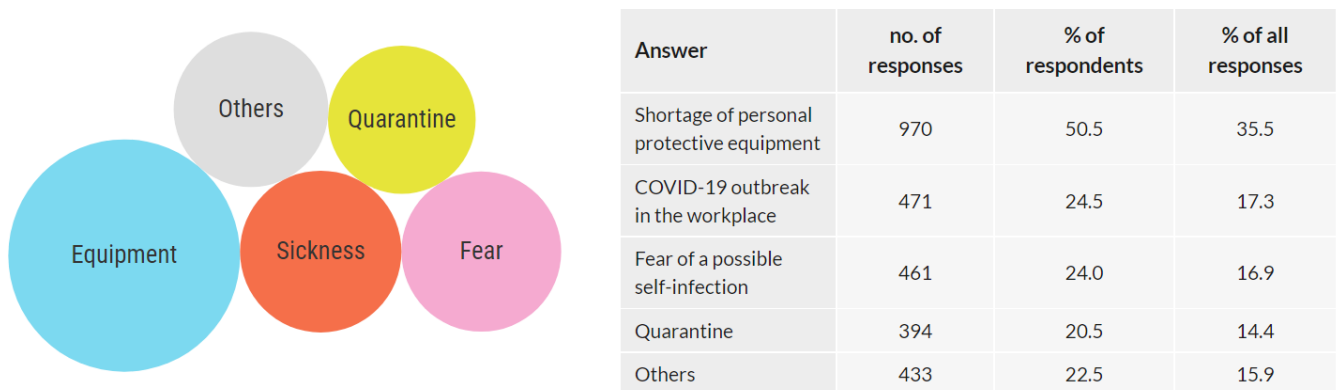 Others
Quarantine
Equipment
Sickness
Fear
Answer
no. of
responses
% of
respondents
% of all
responses
Shortage of personal
protective equipment
970
50.5
35.5
COVID-19 outbreak
in the workplace
471
24.5
17.3
Fear of a possible
self-infection
461
24.0
16.9
Quarantine
394
20.5
14.4
Others
433
22.5
15.9